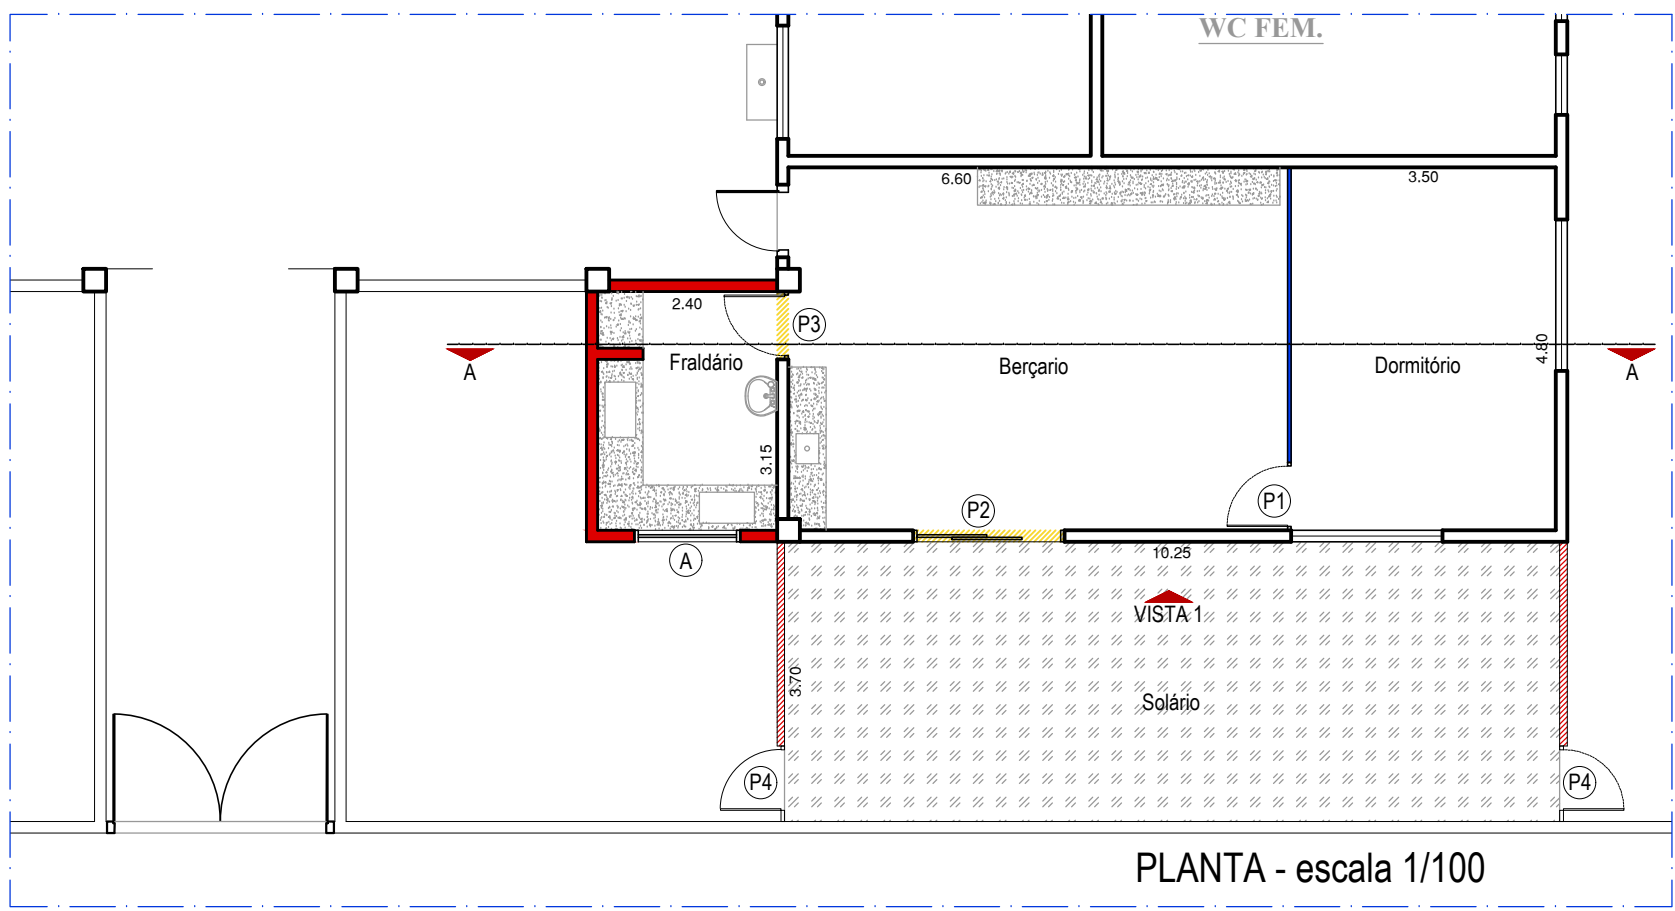 WC FEM.
6.60
3.50
2.40
P3
4.80
A
Fraldário
Berçario
Dormitório
A
3.15
P1
P2
A
10.25
VISTA 1
3.70
Solário
P4
P4
PLANTA - escala 1/100